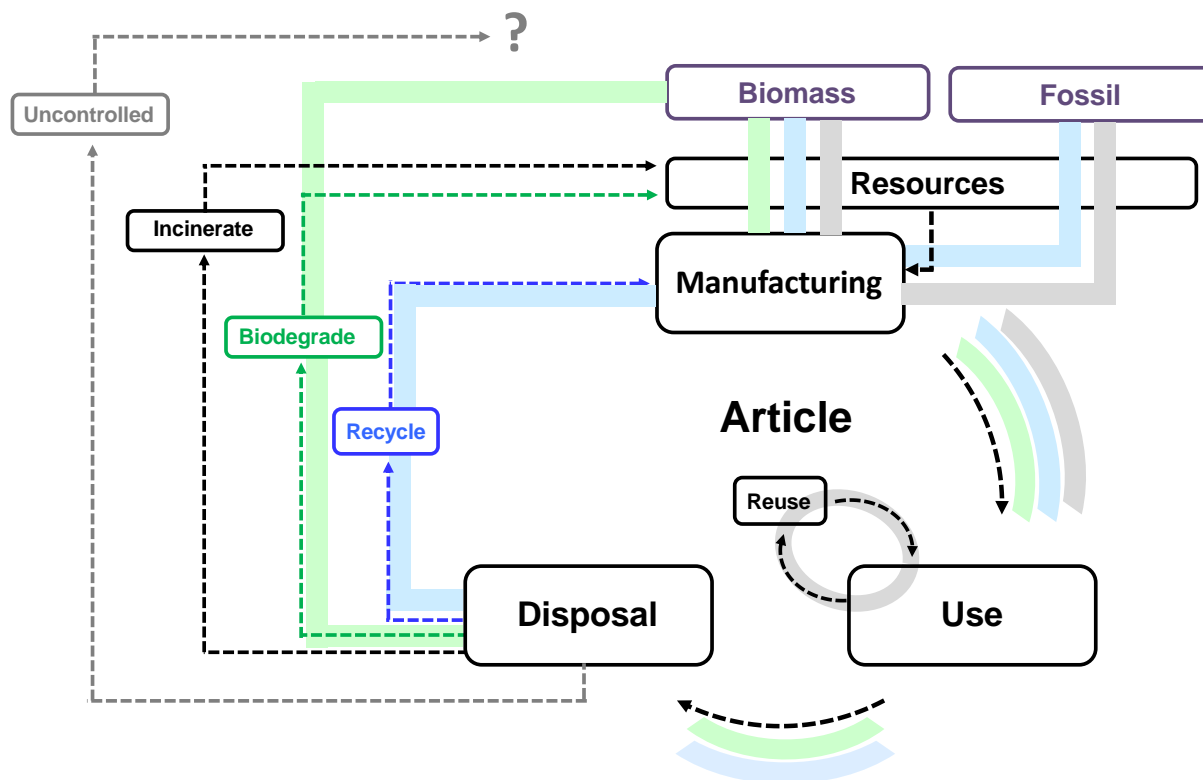 ?
Biomass
Fossil
Uncontrolled
Resources
Incinerate
Manufacturing
Biodegrade
Article
Recycle
Reuse
Disposal
Use